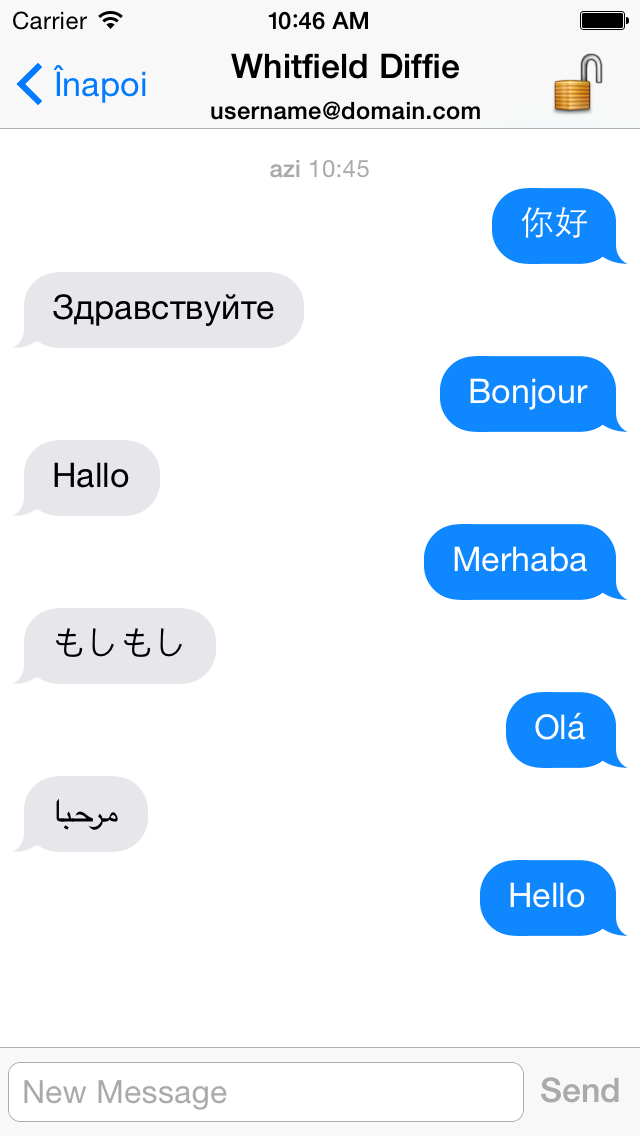 Carrier 10:46 AM
Înapoi
Whitfield Diffie
username@domain.com
azi 10:45
你好
Здравствуйте
Bonjour
Hallo
Merhaba
もしもし
Olá
مرحبا
Hello
New Message
Send